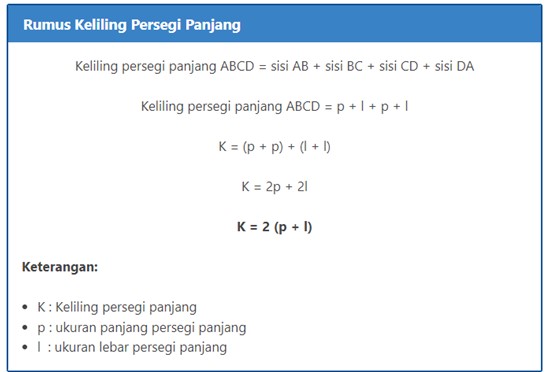 Rumus Keliling Persegi Panjang
Keliling persegi panjang ABCD = sisi AB + sisi BC + sisi CD + sisi DA
Keliling persegi panjang ABCD = p + l + p + l
K = (p + p) + (l + l)
K = 2p + 2l
K = 2 (p + l)
Keterangan:
• K : Keliling persegi panjang
• p : ukuran panjang persegi panjang
• l : ukuran lebar persegi panjang